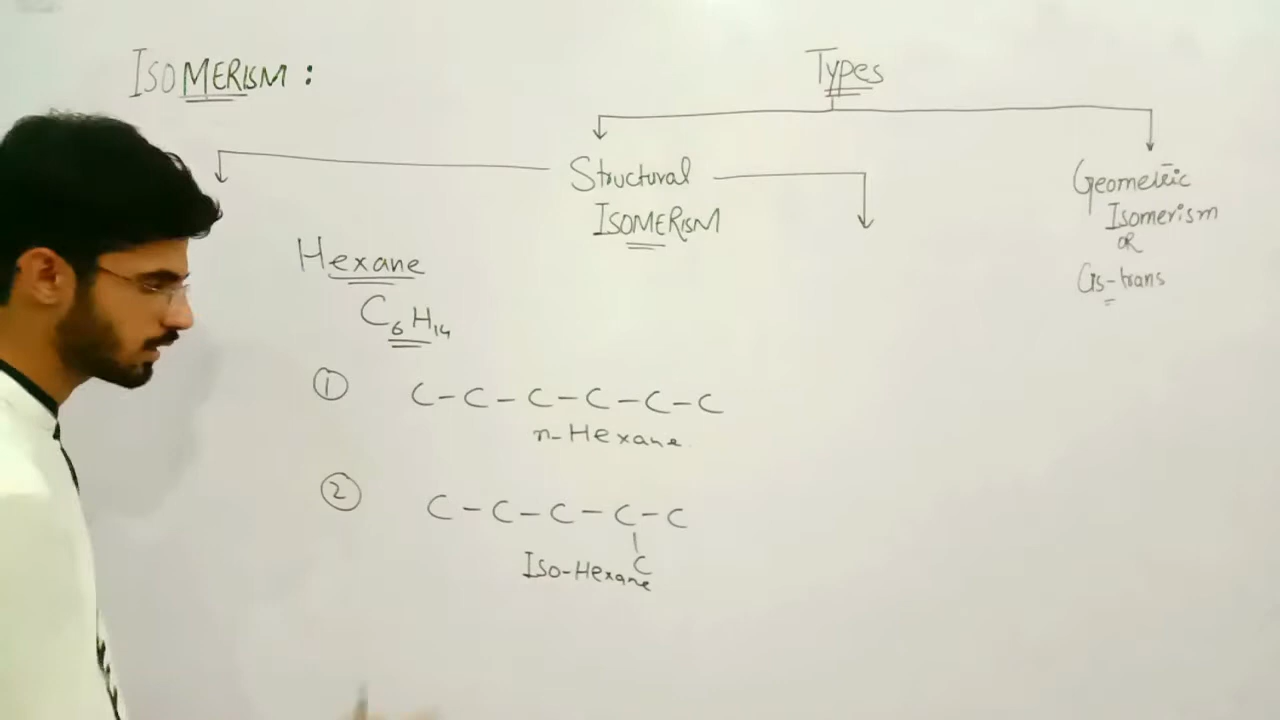 ISOMERISM :
Types
Structural
ISOMERISM
Geometric
Isomerism
OR
Cis-trans
Hexane
C6H14
① C-C-C-C-C-C
n-Hexane
② C-C-C-C-C
C
Iso-Hexane